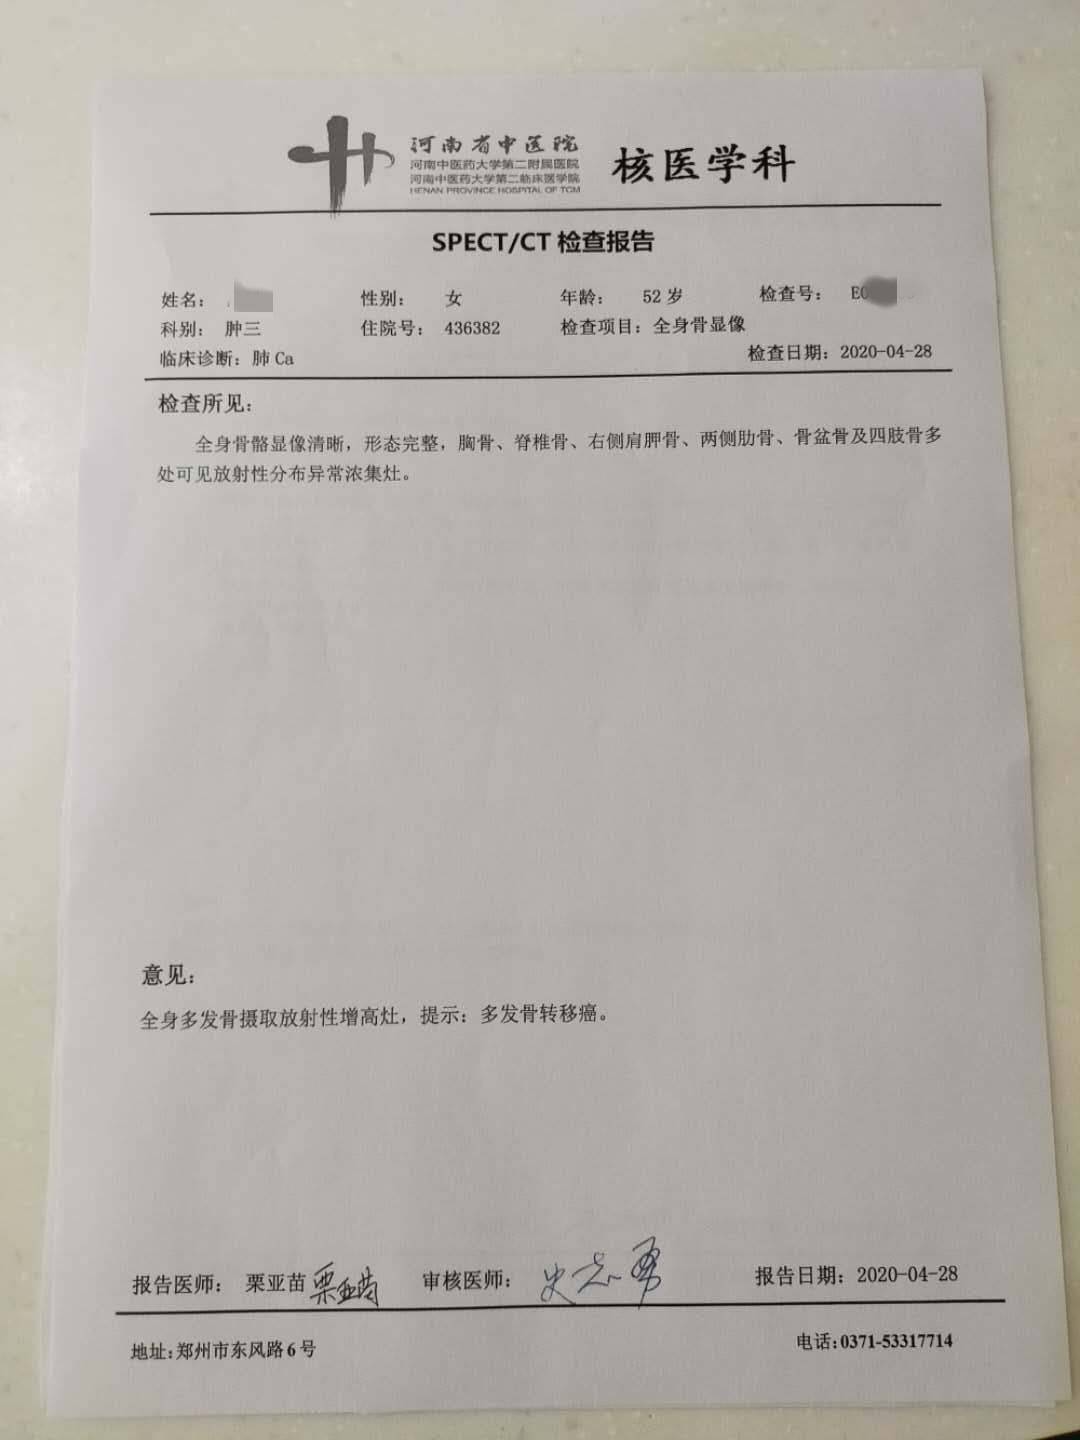 河南省中医院
河南中医药大学第二附属医院
河南中医药大学第二临床医学院
HENAN PROVINCE HOSPITAL OF TCM
核医学科
SPECT/CT 检查报告
姓名： 性别： 女 年龄： 52 岁 检查号： E0
科别： 肿三 住院号： 436382 检查项目：全身骨显像
临床诊断：肺 Ca 检查日期：2020-04-28
检查所见：
全身骨骼显像清晰，形态完整，胸骨、脊椎骨、右侧肩胛骨、两侧肋骨、骨盆骨及四肢骨多
处可见放射性分布异常浓集灶。
意见：
全身多发骨摄取放射性增高灶，提示：多发骨转移癌。
报告医师： 栗亚苗 栗亚苗 审核医师： 史志勇 报告日期：2020-04-28
地址:郑州市东风路 6 号 电话:0371-53317714